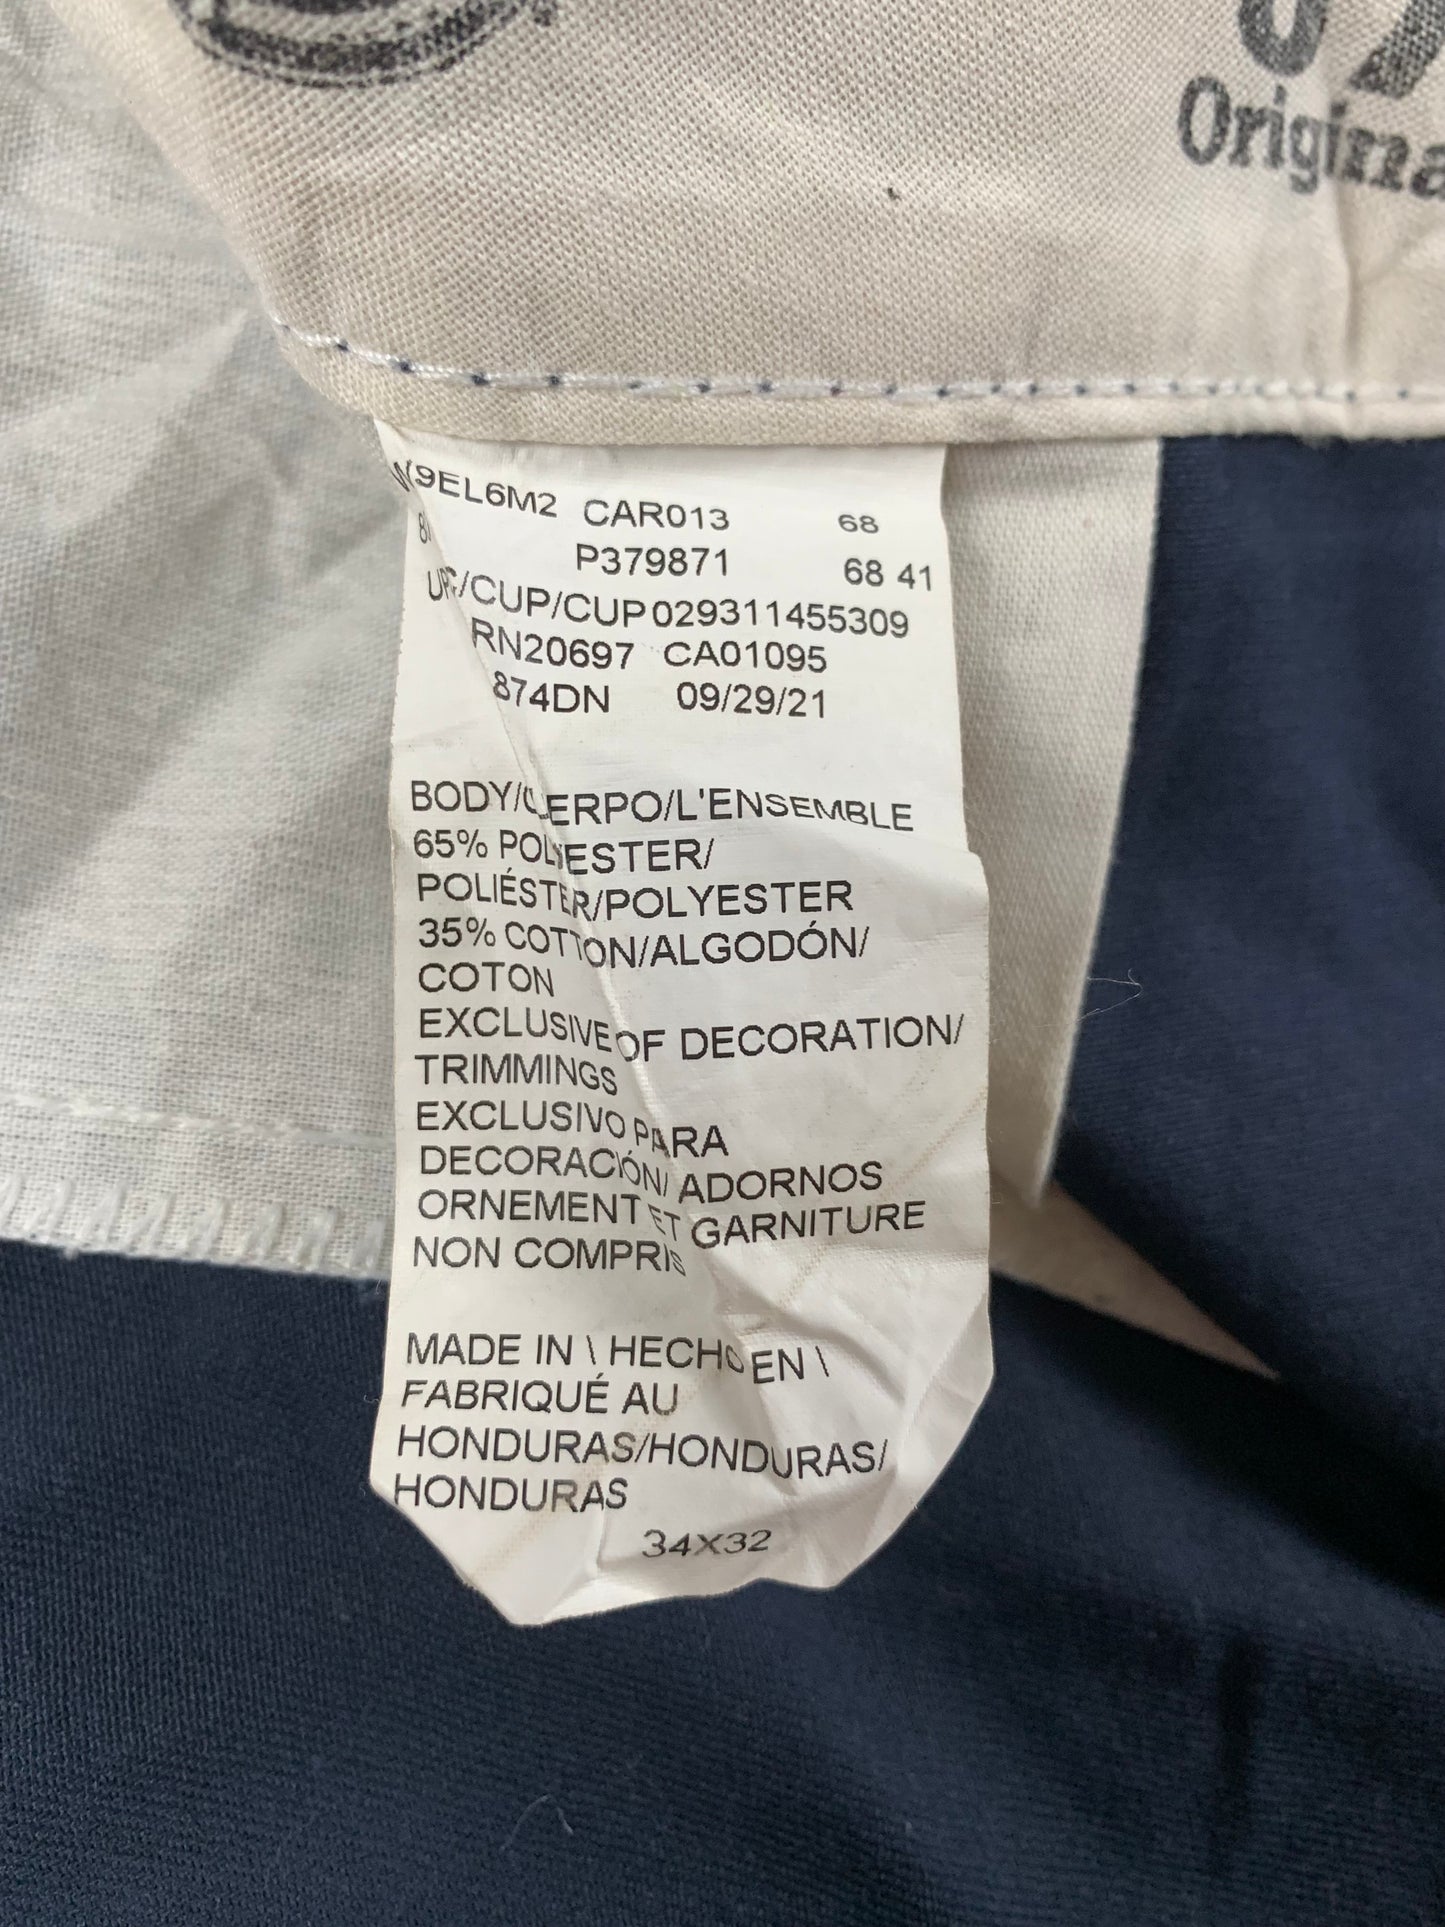 Origina
9EL6M2 CAR013 68
P379871 68 41
/CUP/CUP 029311455309
RN20697 CA01095
874DN 09/29/21
BODY/CUERPO/L'ENSEMBLE
65% POLYESTER/
POLIÉSTER/POLYESTER
35% COTTON/ALGODÓN/
COTON
EXCLUSIVE OF DECORATION/
TRIMMINGS
EXCLUSIVO PARA
DECORACIÓN/ ADORNOS
ORNEMENT ET GARNITURE
NON COMPRIS
MADE IN \ HECHO EN \
FABRIQUÉ AU
HONDURAS/HONDURAS/
HONDURAS
34X32